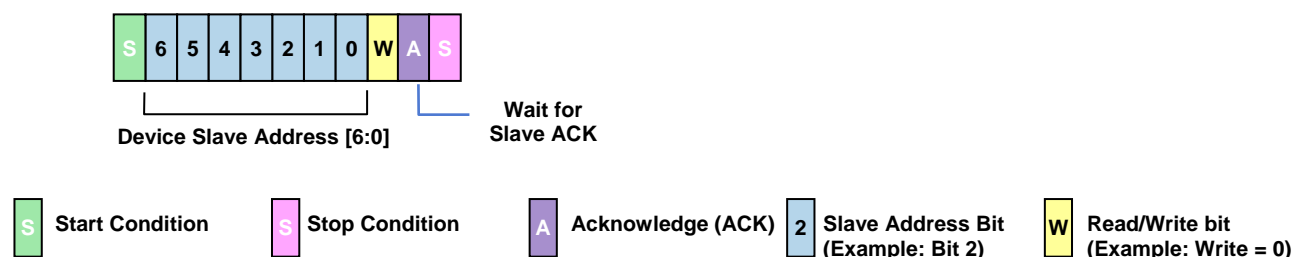 S 6 5 4 3 2 1 0 W A S
Wait for
Slave ACK
Device Slave Address [6:0]
S Start Condition
S Stop Condition
A Acknowledge (ACK)
2 Slave Address Bit
(Example: Bit 2)
W Read/Write bit
(Example: Write = 0)